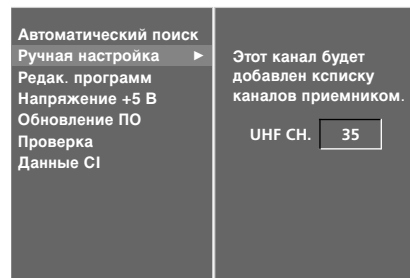 Автоматический поиск
Ручная настройка ►
Редак. программ
Напряжение +5 В
Обновление ПО
Проверка
Данные CI
Этот канал будет
добавлен ксписку
каналов приемником.
UHF CH. 35